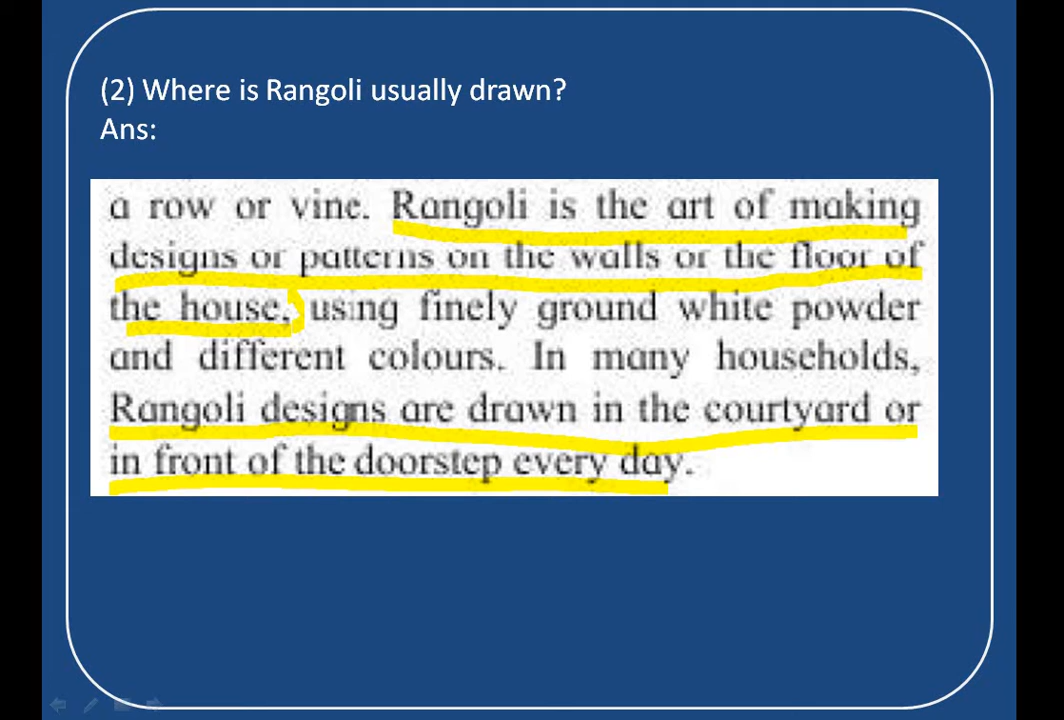 (2) Where is Rangoli usually drawn?
Ans:
a row or vine. Rangoli is the art of making
designs or patterns on the walls or the floor of
the house, using finely ground white powder
and different colours. In many households,
Rangoli designs are drawn in the courtyard or
in front of the doorstep every day.